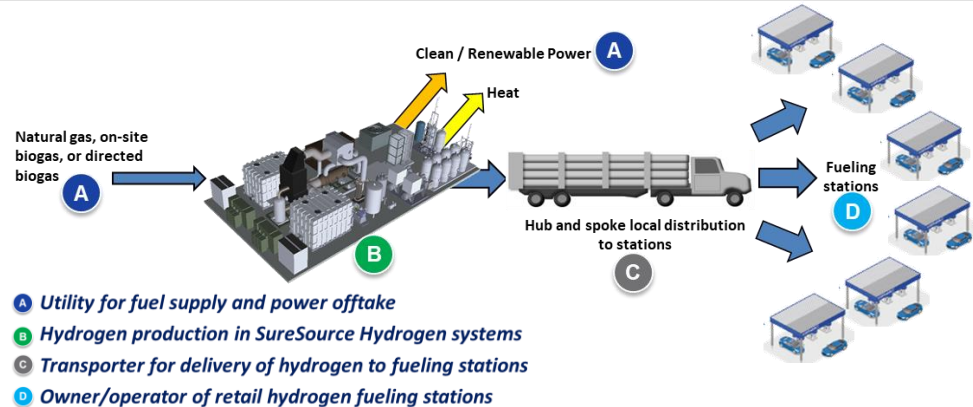 Clean / Renewable Power A
Heat
Natural gas, on-site
biogas, or directed
biogas A
B
Hub and spoke local distribution
to stations
C
Fueling
stations
D
A Utility for fuel supply and power offtake
B Hydrogen production in SureSource Hydrogen systems
C Transporter for delivery of hydrogen to fueling stations
D Owner/operator of retail hydrogen fueling stations